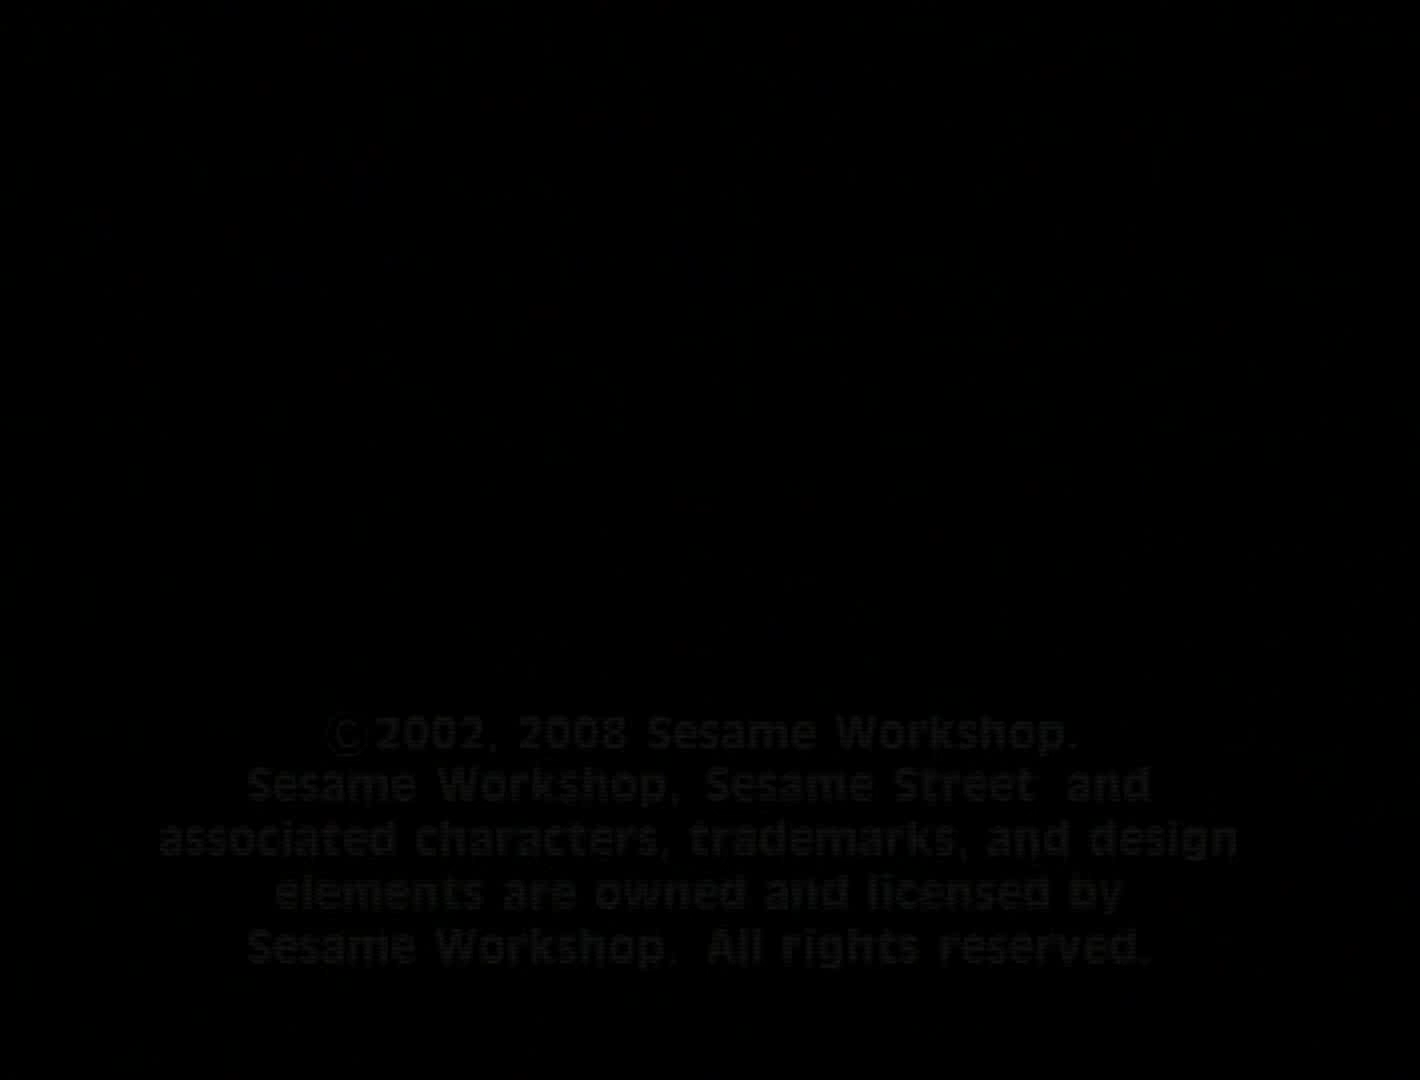 ©2002, 2008 Sesame Workshop.
Sesame Workshop, Sesame Street and
associated characters, trademarks, and design
elements are owned and licensed by
Sesame Workshop. All rights reserved.